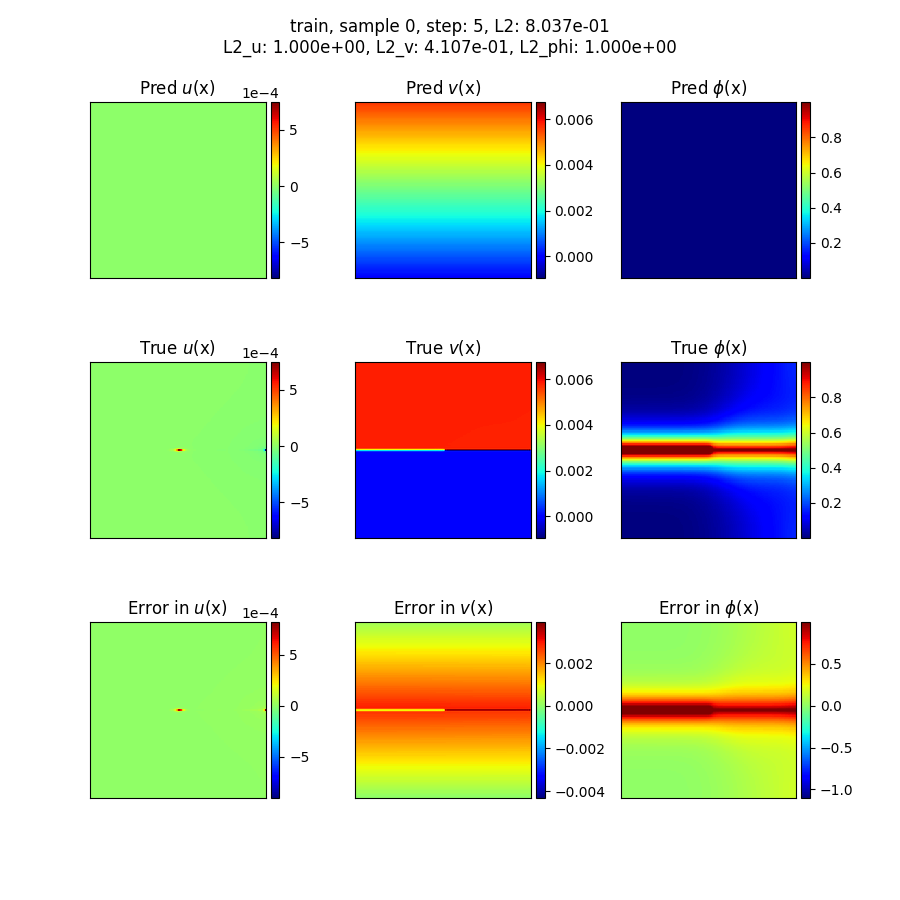 train, sample 0, step: 5, L2: 8.037e-01
L2_u: 1.000e+00, L2_v: 4.107e-01, L2_phi: 1.000e+00
Pred u(x)
1e−4
5
0
−5
Pred v(x)
0.006
0.004
0.002
0.000
Pred ϕ(x)
0.8
0.6
0.4
0.2
True u(x)
1e−4
5
0
−5
True v(x)
0.006
0.004
0.002
0.000
True ϕ(x)
0.8
0.6
0.4
0.2
Error in u(x)
1e−4
5
0
−5
Error in v(x)
0.002
0.000
−0.002
−0.004
Error in ϕ(x)
0.5
0.0
−0.5
−1.0